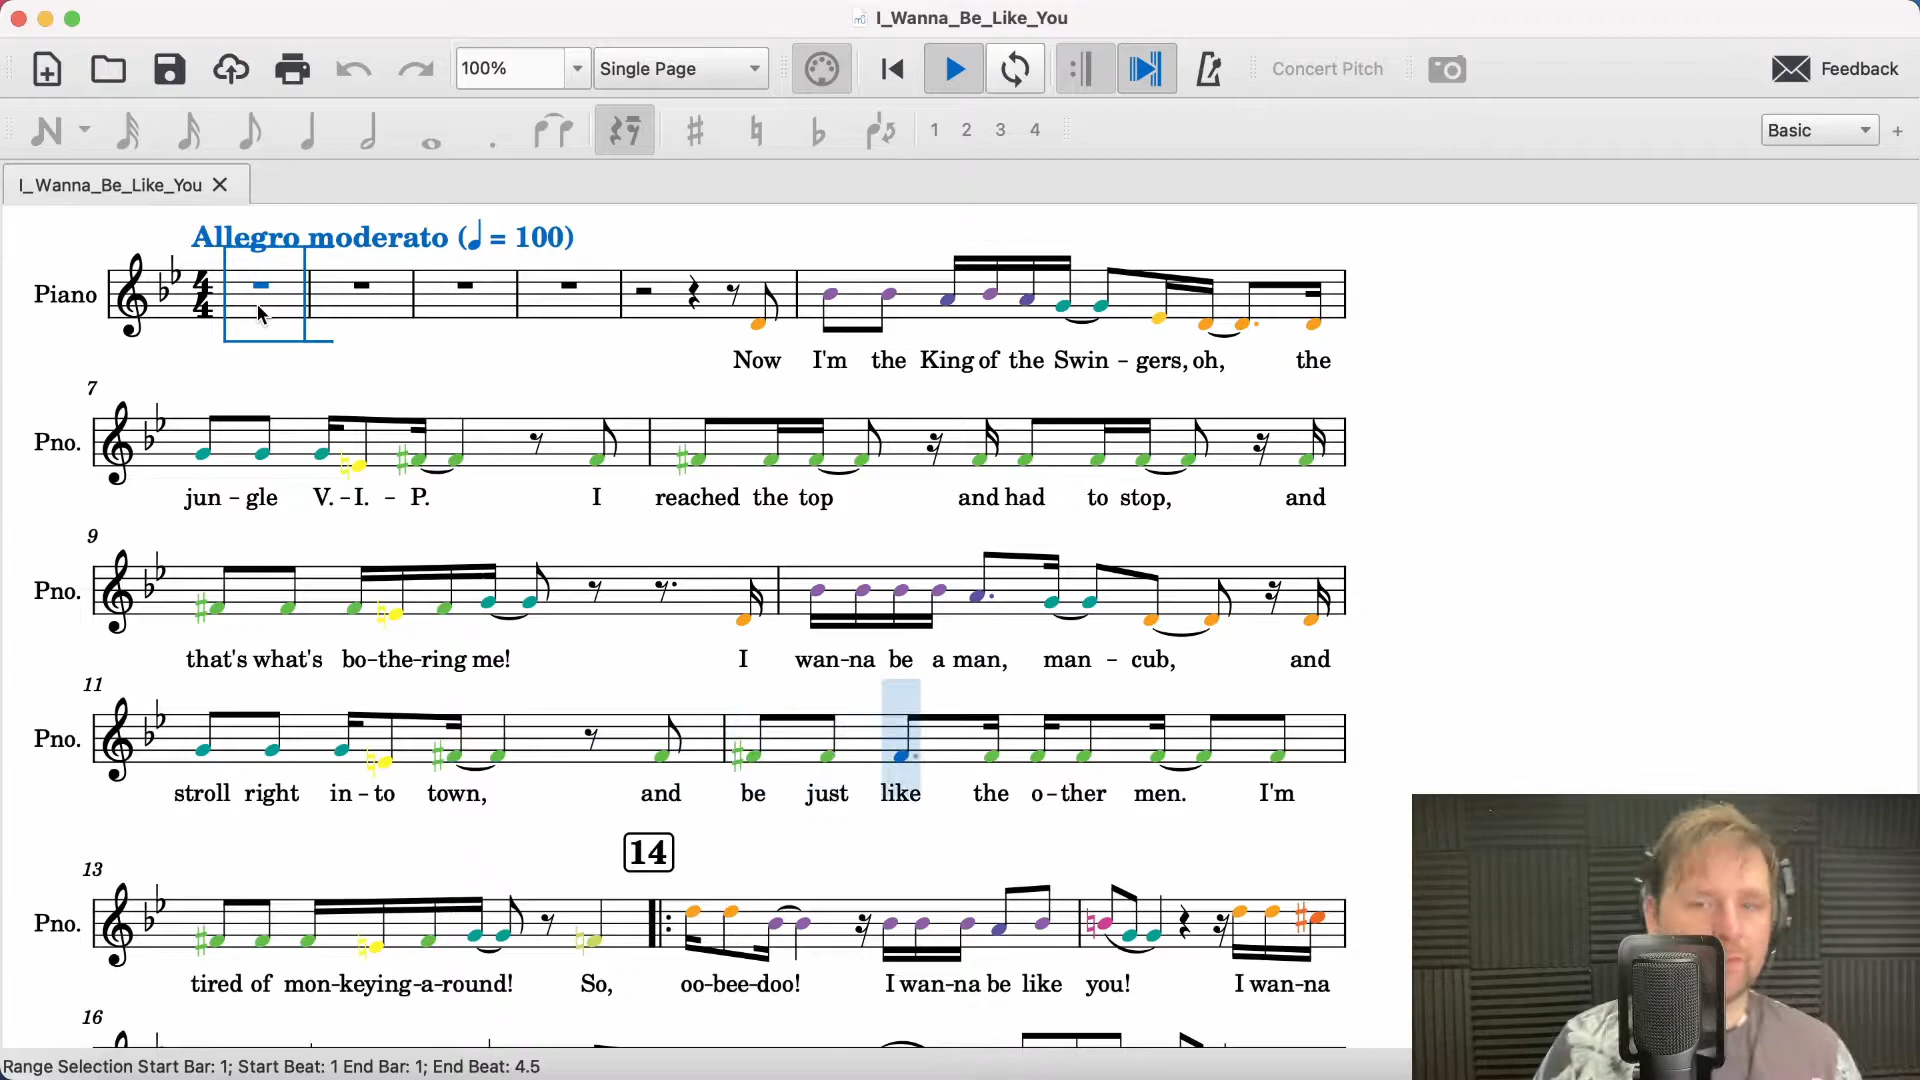 I_Wanna_Be_Like_You
100%
Single Page
Concert Pitch
Feedback
1 2 3 4
Basic
+
I_Wanna_Be_Like_You
Allegro moderato (♩ = 100)
Piano
4
4
Now I'm the King of the Swin - gers, oh, the
7
Pno.
jun - gle V. - I. - P. I reached the top and had to stop, and
9
Pno.
that's what's bo-the-ring me! I wan-na be a man, man - cub, and
11
Pno.
stroll right in - to town, and be just like the o-ther men. I'm
14
13
Pno.
tired of mon-keying-a-round! So, oo-bee-doo! I wan-na be like you! I wan-na
16
Range Selection Start Bar: 1; Start Beat: 1 End Bar: 1; End Beat: 4.5